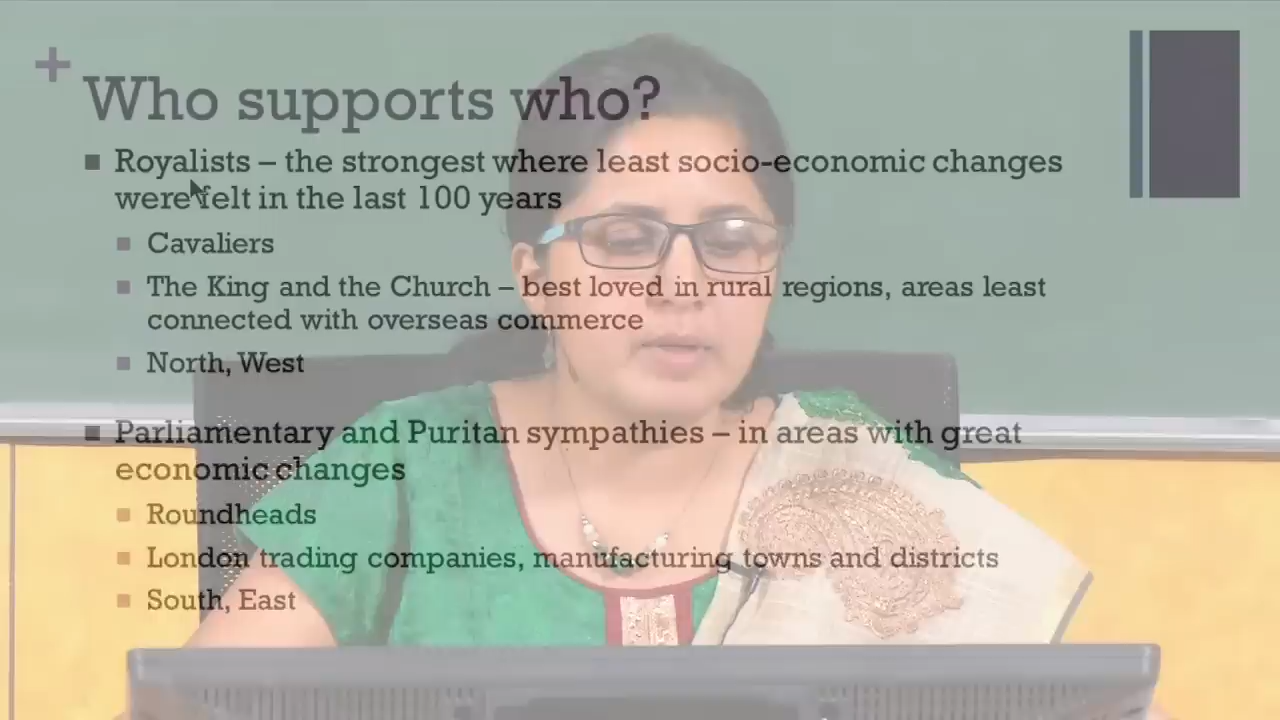 Who supports who?
Royalists – the strongest where least socio-economic changes
were felt in the last 100 years
Cavaliers
The King and the Church – best loved in rural regions, areas least
connected with overseas commerce
North, West
Parliamentary and Puritan sympathies – in areas with great
economic changes
Roundheads
London trading companies, manufacturing towns and districts
South, East